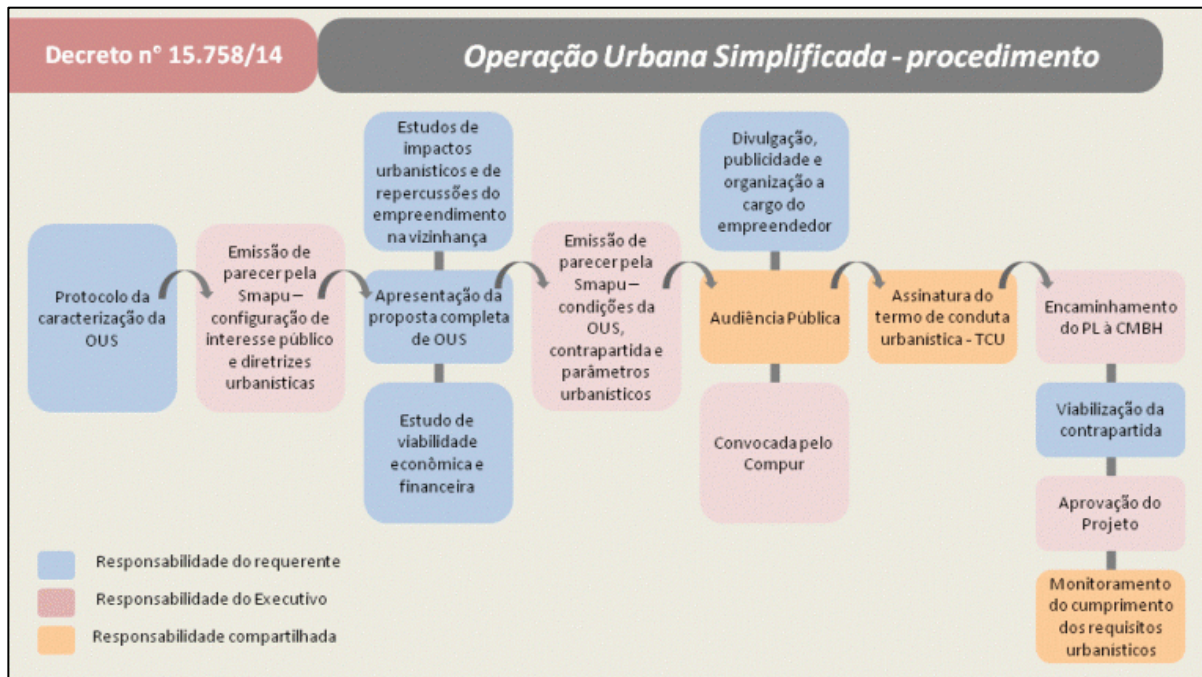 Decreto n° 15.758/14
Operação Urbana Simplificada - procedimento
Protocolo da
caracterização da
OUS
Emissão de
parecer pela
Smapu –
configuração de
interesse público
e diretrizes
urbanísticas
Estudos de
impactos
urbanísticos e de
repercussões do
empreendimento
na vizinhança
Apresentação da
proposta completa
de OUS
Estudo de
viabilidade
econômica e
financeira
Emissão de
parecer pela
Smapu –
condições da
OUS,
contrapartida e
parâmetros
urbanísticos
Divulgação,
publicidade e
organização a
cargo do
empreendedor
Audiência Pública
Convocada pelo
Compur
Assinatura do
termo de conduta
urbanística - TCU
Encaminhamento
do PL à CMBH
Viabilização da
contrapartida
Aprovação do
Projeto
Monitoramento
do cumprimento
dos requisitos
urbanísticos
Responsabilidade do requerente
Responsabilidade do Executivo
Responsabilidade compartilhada